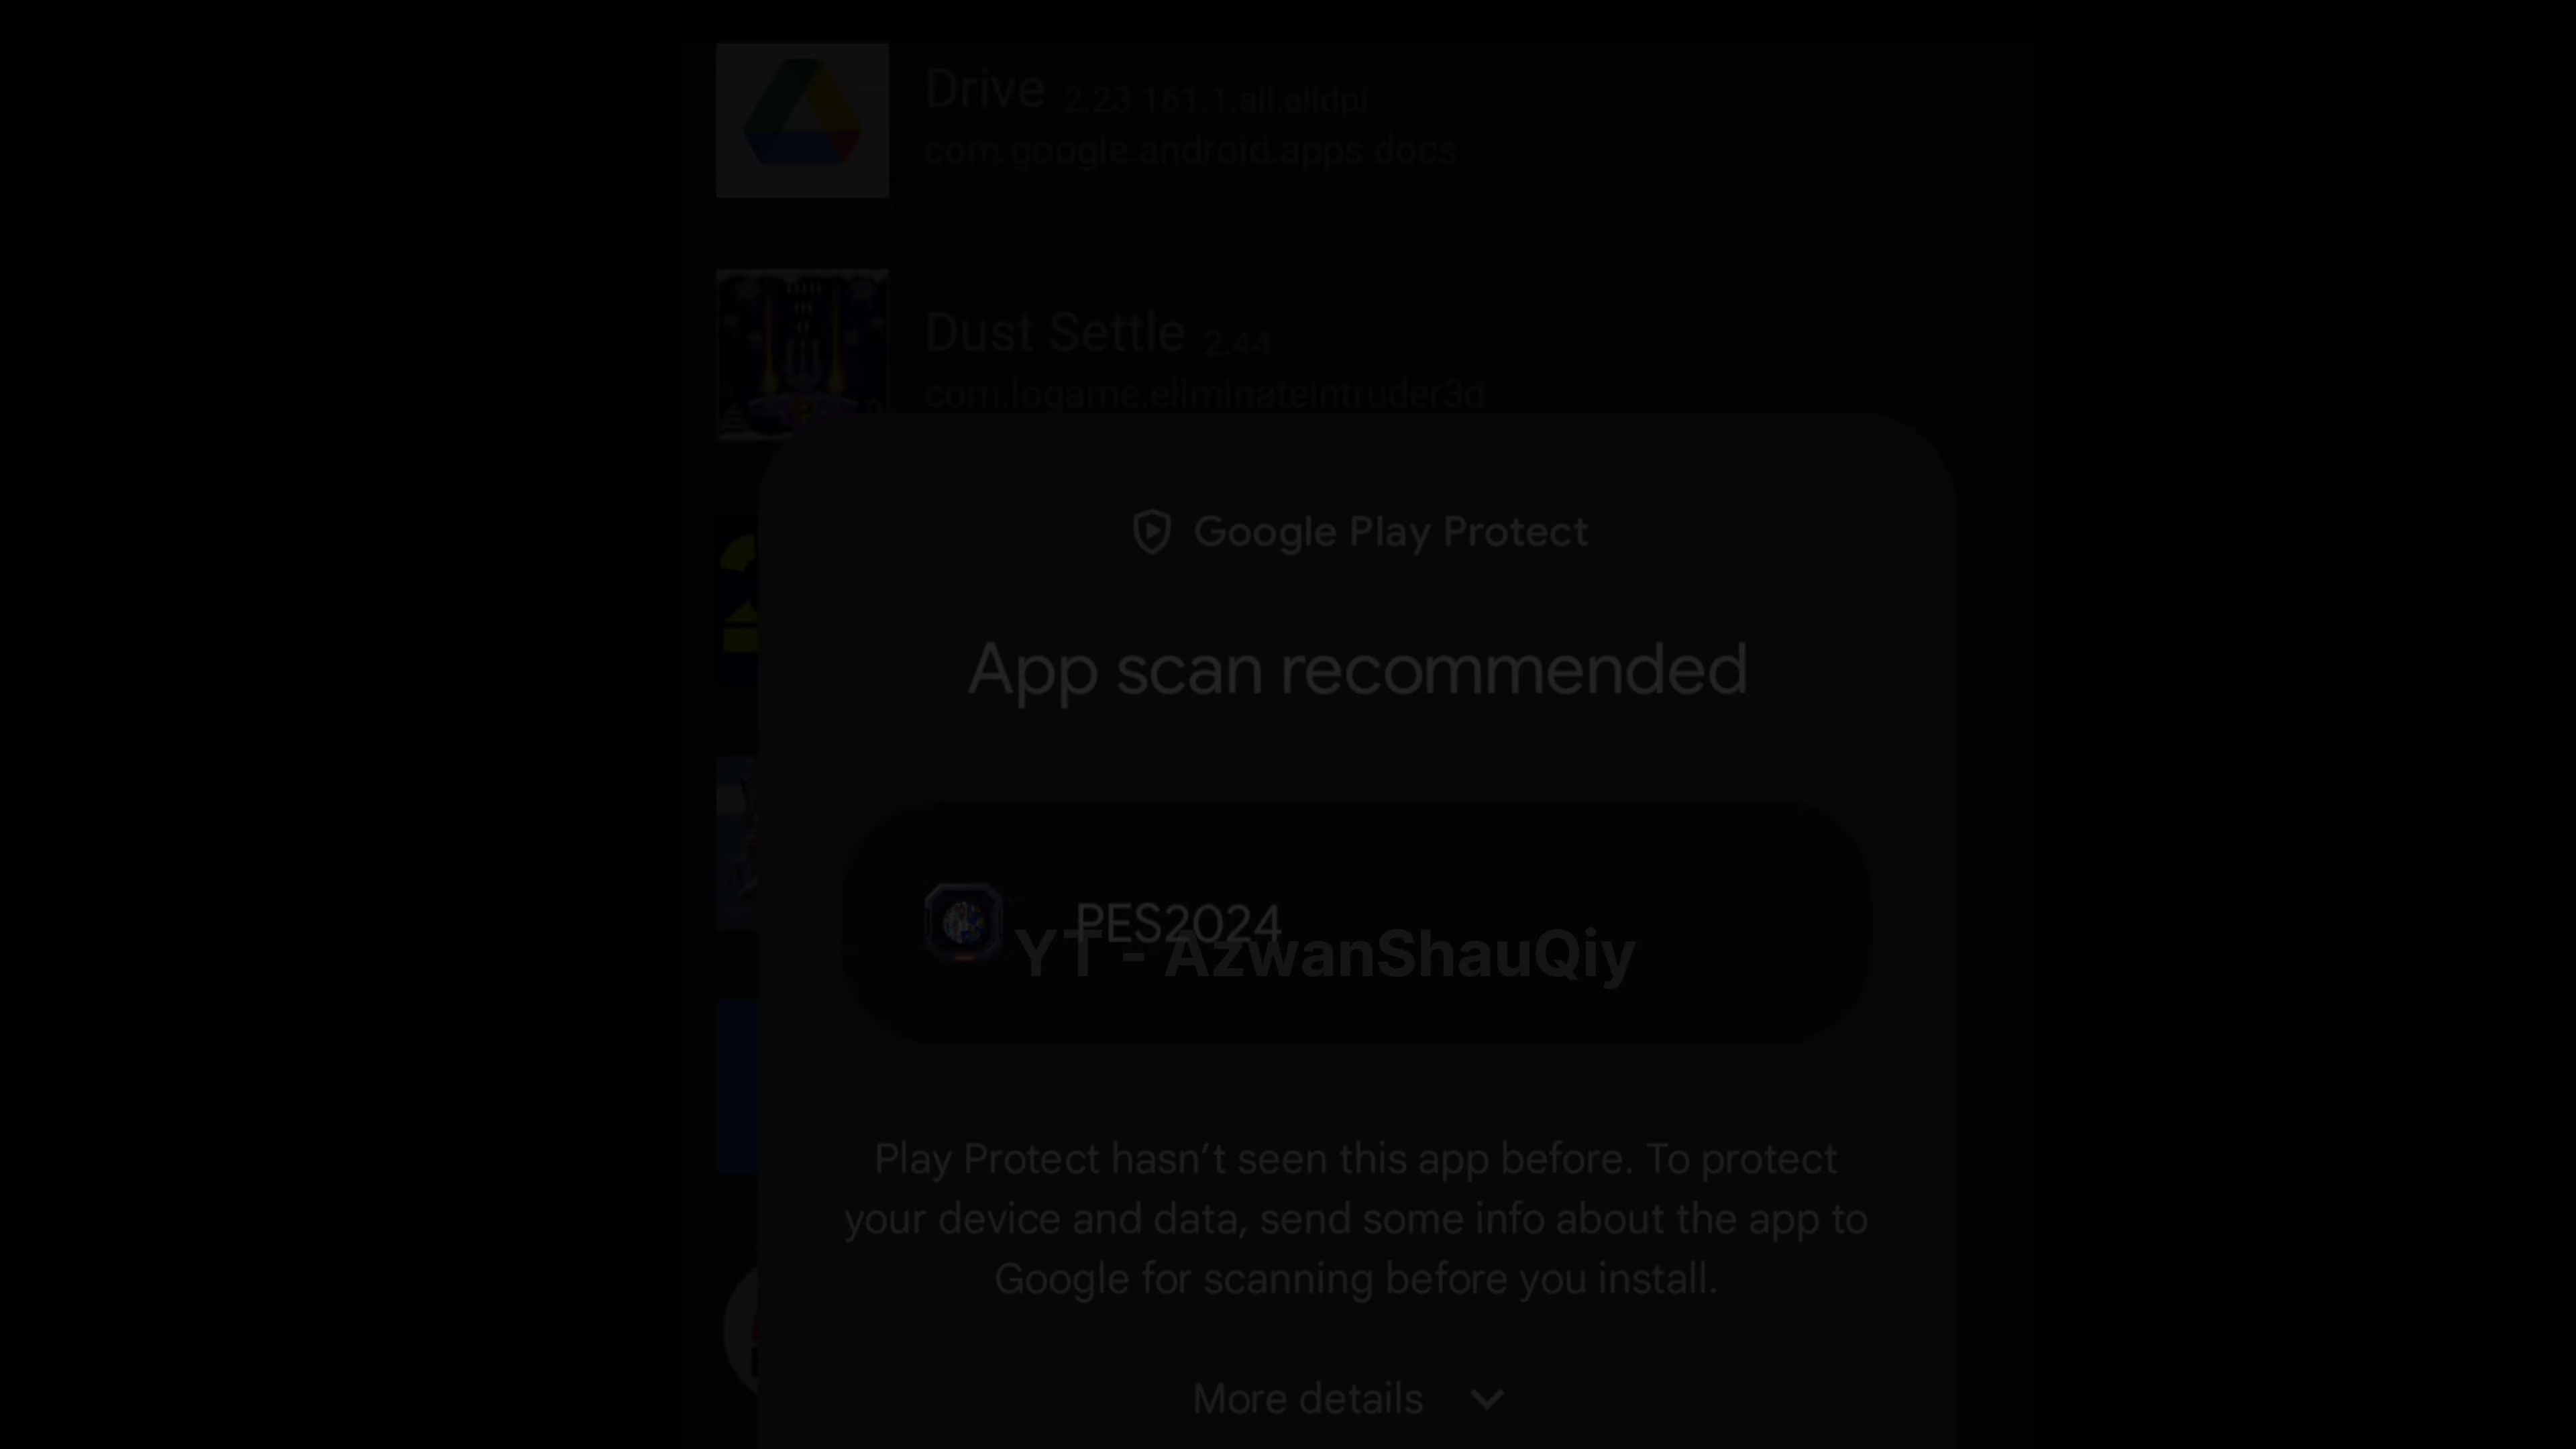 Drive 2.23.161.1.all.alldpi
com.google.android.apps.docs
Dust Settle 2.44
com.logame.eliminateintruder3d
Google Play Protect
App scan recommended
PES2024
YT - AzwanShauQiy
Play Protect hasn't seen this app before. To protect
your device and data, send some info about the app to
Google for scanning before you install.
More details